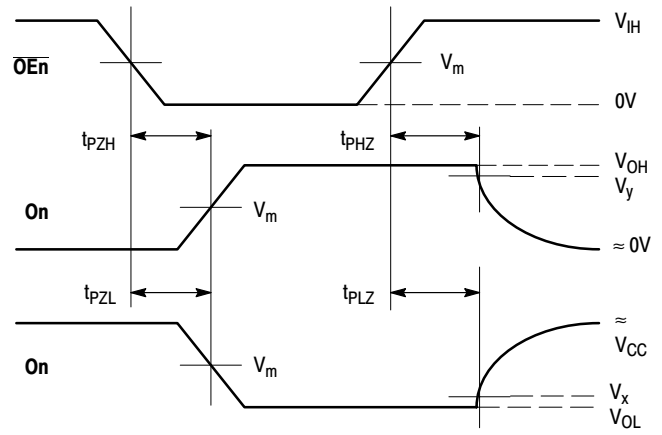 V_IH
OEn
V_m
0V
t_PZH
t_PHZ
V_OH
V_y
On
V_m
≈ 0V
t_PZL
t_PLZ
≈
V_CC
On
V_m
V_x
V_OL